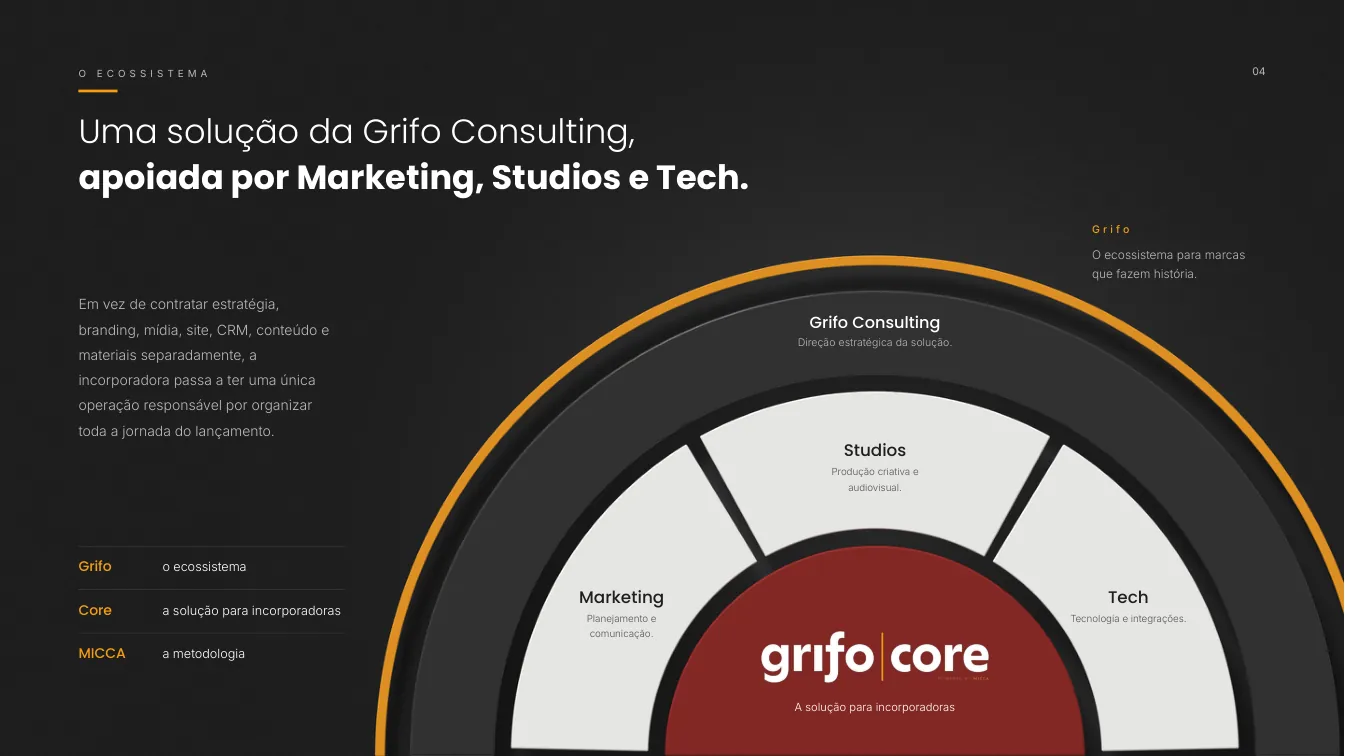 O ECOSSISTEMA
04
Uma solução da Grifo Consulting,
apoiada por Marketing, Studios e Tech.
Grifo
O ecossistema para marcas
que fazem história.
Em vez de contratar estratégia,
branding, mídia, site, CRM, conteúdo e
materiais separadamente, a
incorporadora passa a ter uma única
operação responsável por organizar
toda a jornada do lançamento.
Grifo Consulting
Direção estratégica da solução.
Studios
Produção criativa e
audiovisual.
Marketing
Planejamento e
comunicação.
Tech
Tecnologia e integrações.
grifo core
A solução para incorporadoras
Grifo o ecossistema
Core a solução para incorporadoras
MICCA a metodologia